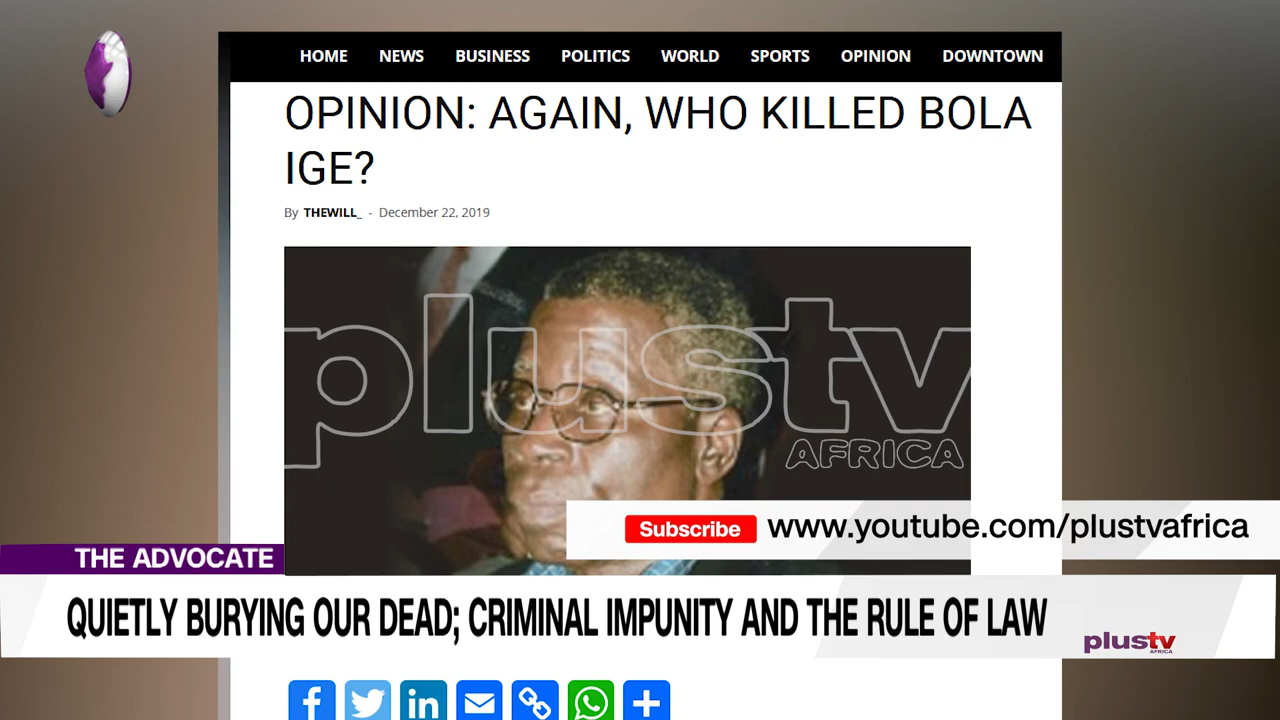 HOME NEWS BUSINESS POLITICS WORLD SPORTS OPINION DOWNTOWN
OPINION: AGAIN, WHO KILLED BOLA
IGE?
By THEWILL_ - December 22, 2019
plustv
AFRICA
Subscribe www.youtube.com/plustvafrica
THE ADVOCATE
QUIETLY BURYING OUR DEAD; CRIMINAL IMPUNITY AND THE RULE OF LAW
plustv
AFRICA